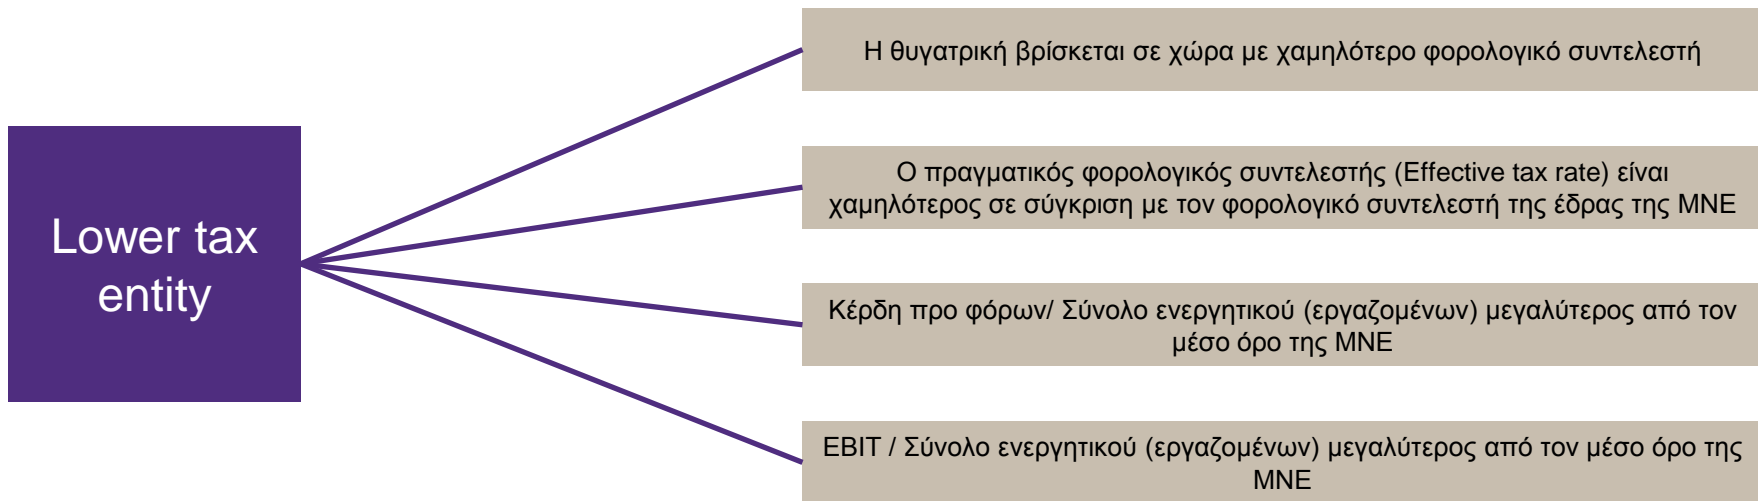 Η θυγατρική βρίσκεται σε χώρα με χαμηλότερο φορολογικό συντελεστή
Lower tax
entity
Ο πραγματικός φορολογικός συντελεστής (Effective tax rate) είναι
χαμηλότερος σε σύγκριση με τον φορολογικό συντελεστή της έδρας της ΜΝΕ
Κέρδη προ φόρων/ Σύνολο ενεργητικού (εργαζομένων) μεγαλύτερος από τον
μέσο όρο της ΜΝΕ
EBIT / Σύνολο ενεργητικού (εργαζομένων) μεγαλύτερος από τον μέσο όρο της
ΜΝΕ